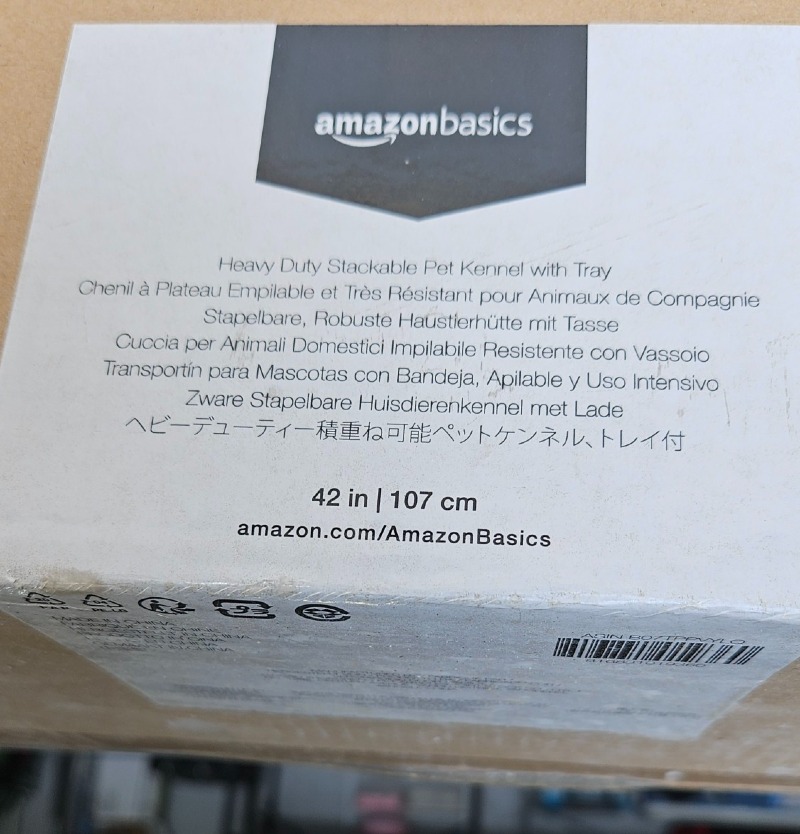 amazonbasics
Heavy Duty Stackable Pet Kennel with Tray
Chenil à Plateau Empilable et Très Résistant pour Animaux de Compagnie
Stapelbare, Robuste Haustierhütte mit Tasse
Cuccia per Animali Domestici Impilabile Resistente con Vassoio
Transportín para Mascotas con Bandeja, Apilable y Uso Intensivo
Zware Stapelbare Huisdierenkennel met Lade
ヘビーデューティー積重ね可能ペットケンネル、トレイ付
42 in | 107 cm
amazon.com/AmazonBasics
MADE IN CHINA